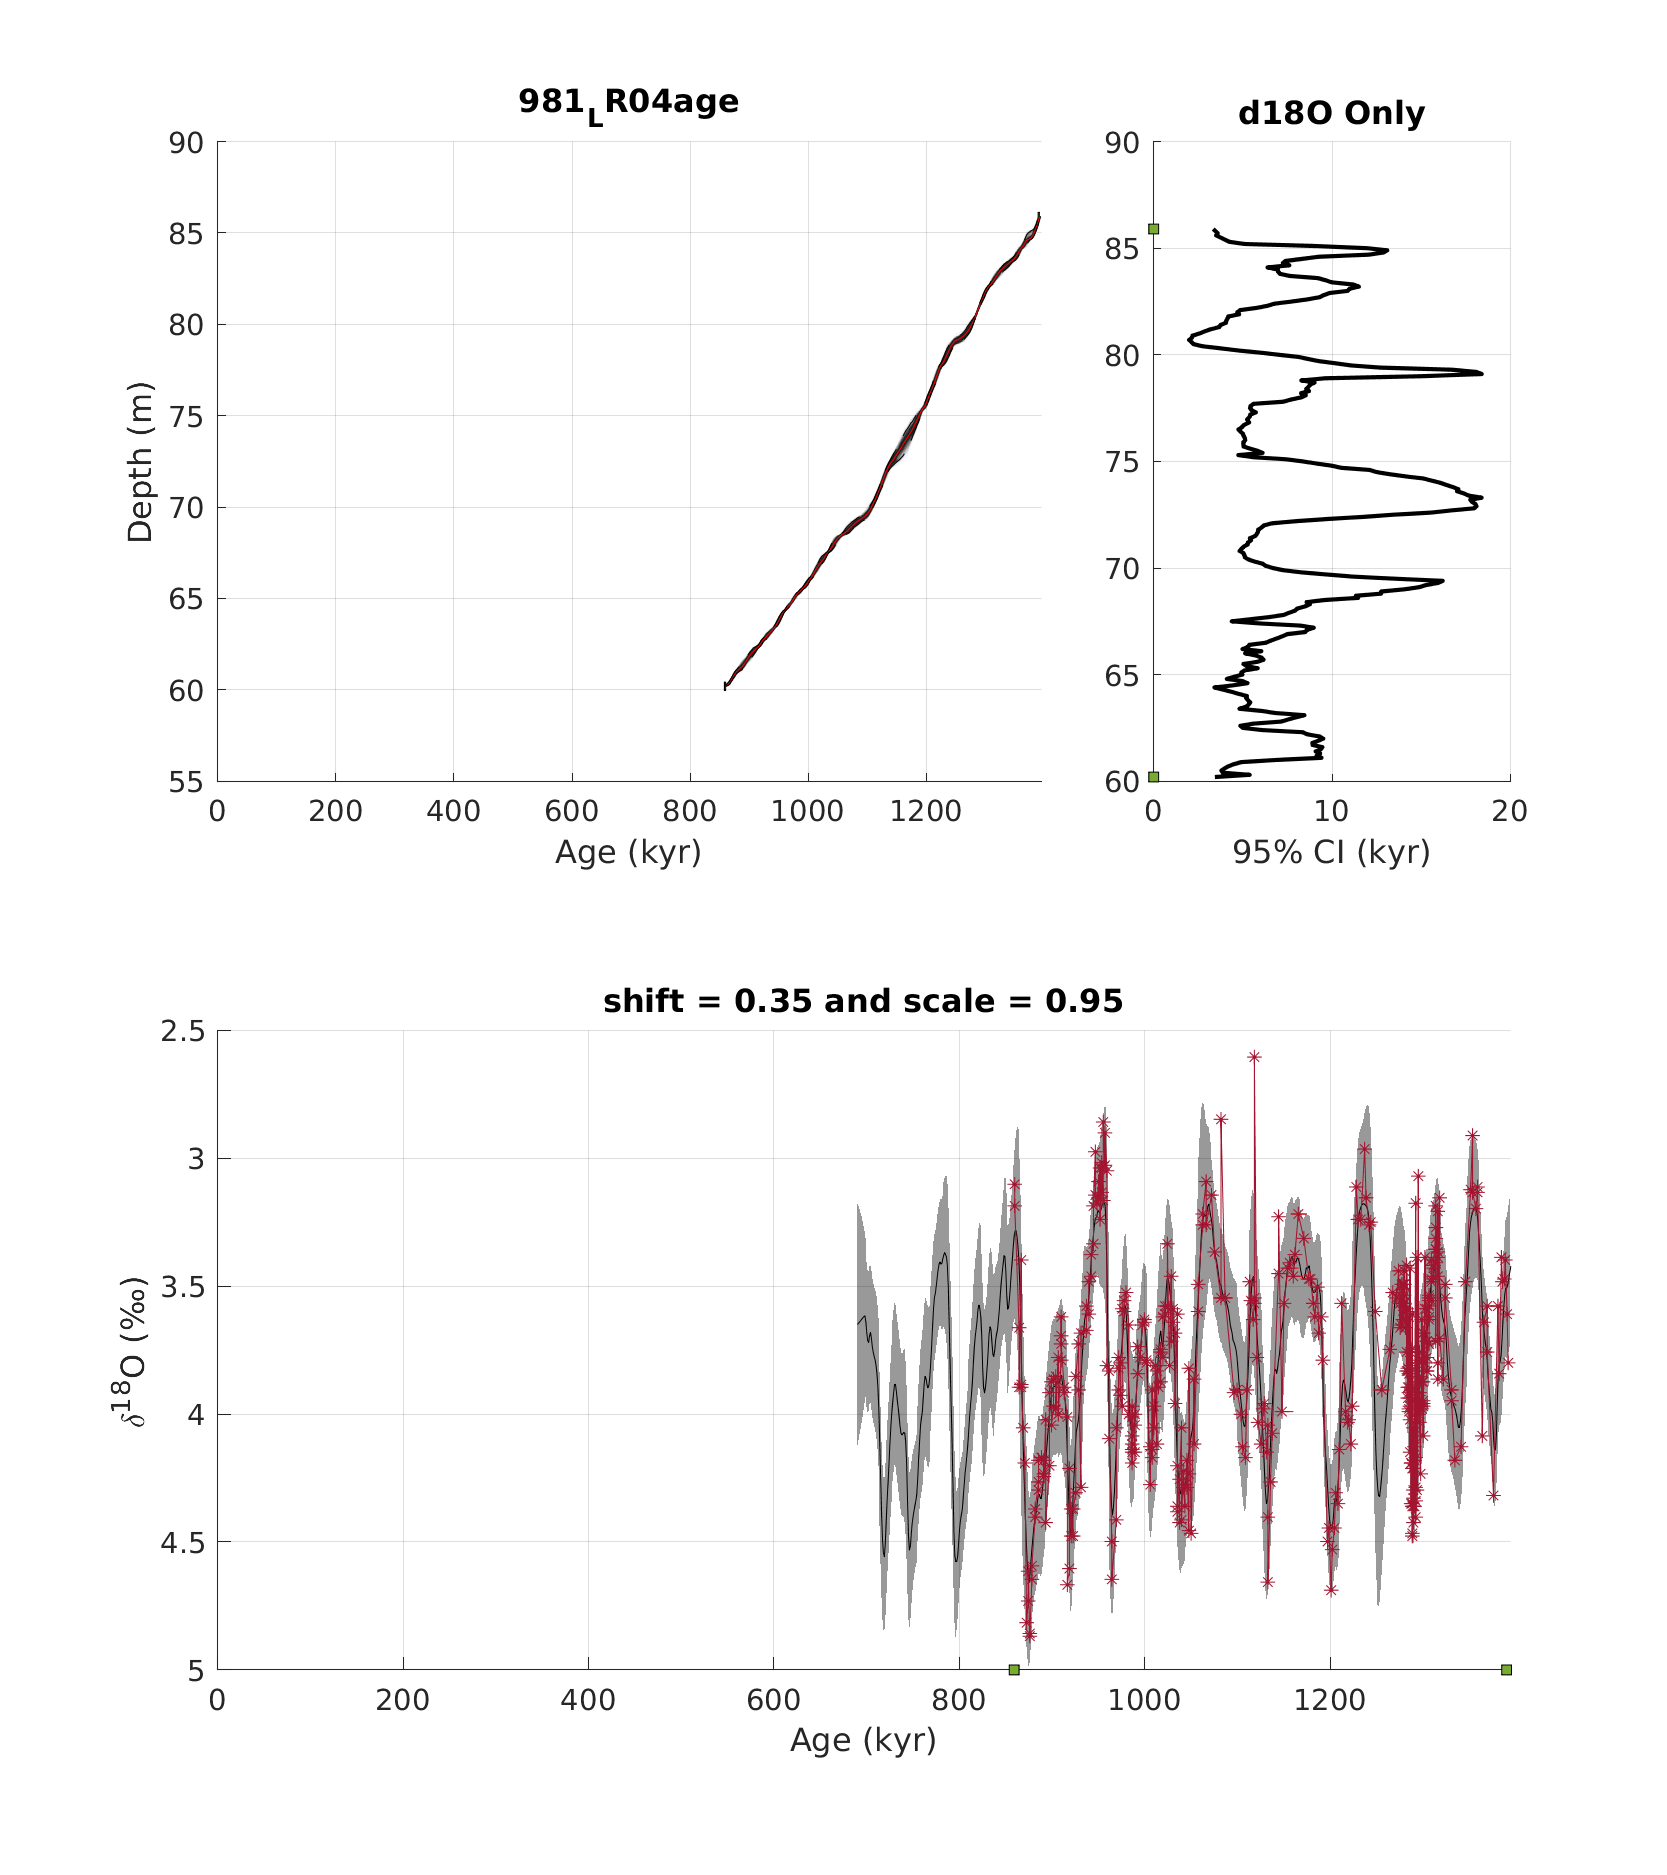 981_LR04age
90
85
80
75
70
65
60
55
Depth (m)
0 200 400 600 800 1000 1200
Age (kyr)
d18O Only
90
85
80
75
70
65
60
0 10 20
95% CI (kyr)
shift = 0.35 and scale = 0.95
2.5
3
3.5
4
4.5
5
δ¹⁸O (‰)
0 200 400 600 800 1000 1200
Age (kyr)